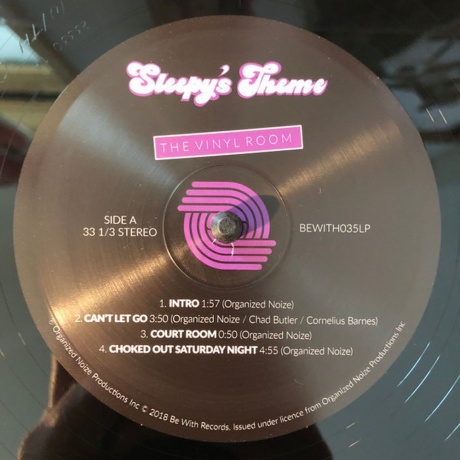 Sleepy's Theme
THE VINYL ROOM
SIDE A
33 1/3 STEREO
BEWITH035LP
1. INTRO 1:57 (Organized Noize)
2. CAN'T LET GO 3:50 (Organized Noize / Chad Butler / Cornelius Barnes)
3. COURT ROOM 0:50 (Organized Noize)
4. CHOKED OUT SATURDAY NIGHT 4:55 (Organized Noize)
℗ Organized Noize Productions Inc © 2018 Be With Records. Issued under licence from Organized Noize Productions Inc